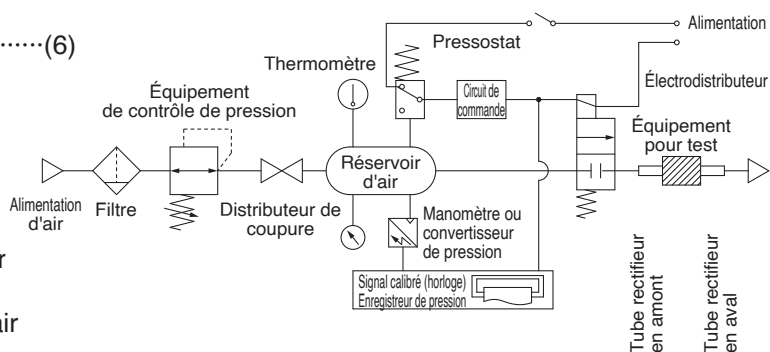 ······(6)
Alimentation
Pressostat
Thermomètre
Électrodistributeur
Équipement
de contrôle de pression
Circuit de
commande
Équipement
pour test
Réservoir
d'air
Alimentation
d'air
Filtre
Distributeur de
coupure
Manomètre ou
convertisseur
de pression
Signal calibré (horloge)
Enregistreur de pression
Tube rectifieur
en amont
Tube rectifieur
en aval
r
air